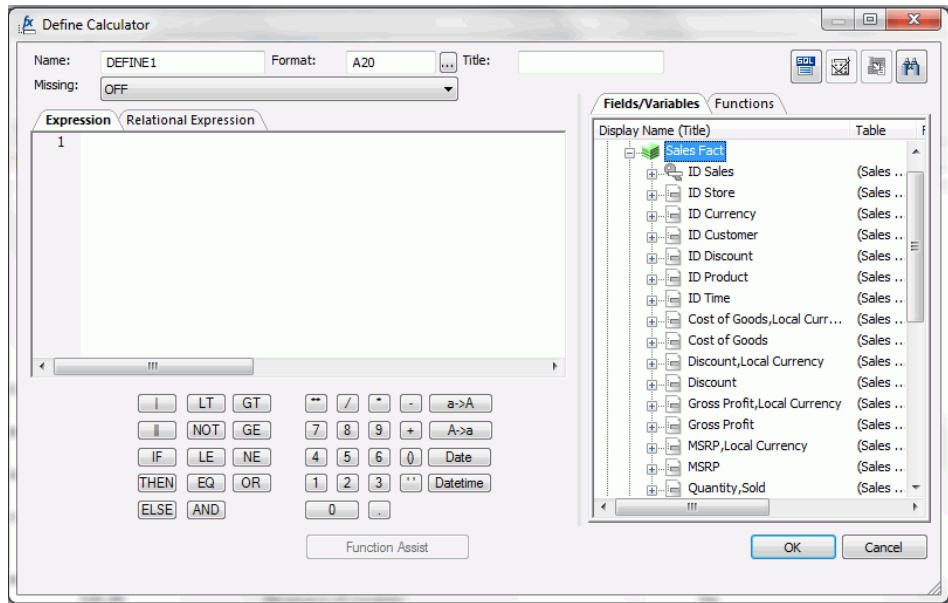 fx Define Calculator
Name: DEFINE1 Format: A20 ... Title:
SQL
Missing: OFF
Expression Relational Expression
1
Fields/Variables Functions
Display Name (Title) Table F
Sales Fact
ID Sales (Sales ..
ID Store (Sales ..
ID Currency (Sales ..
ID Customer (Sales ..
ID Discount (Sales ..
ID Product (Sales ..
ID Time (Sales ..
Cost of Goods,Local Curr... (Sales ..
Cost of Goods (Sales ..
Discount,Local Currency (Sales ..
Discount (Sales ..
Gross Profit,Local Currency (Sales ..
Gross Profit (Sales ..
MSRP,Local Currency (Sales ..
MSRP (Sales ..
Quantity,Sold (Sales ..
| LT GT ** / * - a->A
|| NOT GE 7 8 9 + A->a
IF LE NE 4 5 6 () Date
THEN EQ OR 1 2 3 ' ' Datetime
ELSE AND 0 .
Function Assist
OK Cancel